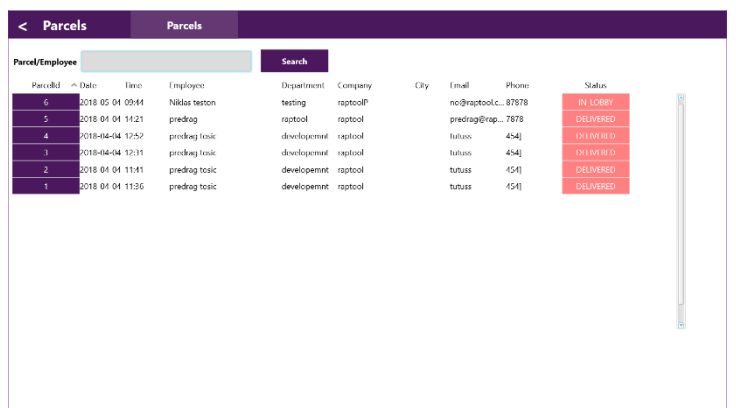 < Parcels Parcels
Parcel/Employee Search
ParcelId Date Time Employee Department Company City Email Phone Status
6 2018-05-04 09:44 Niklas teston testing raptoolP no@raptool.c... 87878 IN_LOBBY
5 2018-04-04 14:21 predrag raptool raptool predrag@rap... 7878 DELIVERED
4 2018-04-04 12:52 predrag tosic developemnt raptool tutuss 454] DELIVERED
3 2018-04-04 12:31 predrag tosic developemnt raptool tutuss 454] DELIVERED
2 2018-04-04 11:41 predrag tosic developemnt raptool tutuss 454] DELIVERED
1 2018-04-04 11:36 predrag tosic developemnt raptool tutuss 454] DELIVERED